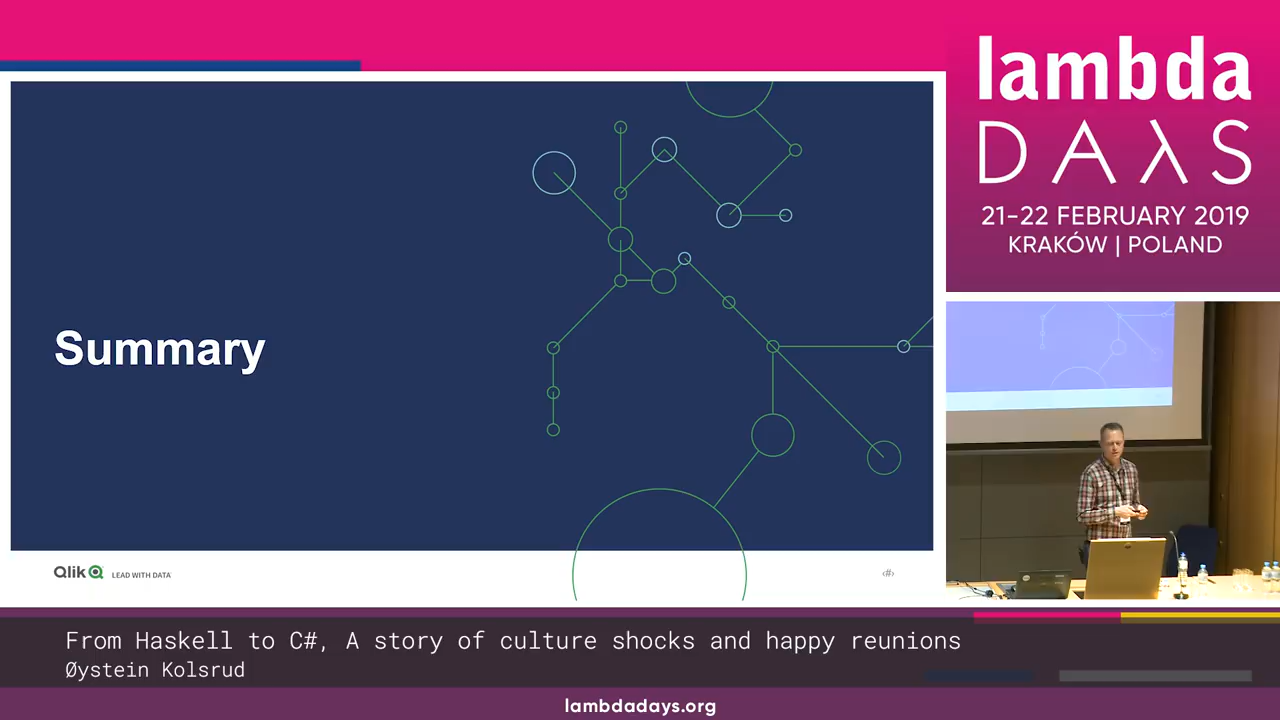 lambda
DAλS
21-22 FEBRUARY 2019
KRAKÓW | POLAND
Summary
Qlik LEAD WITH DATA
‹#›
From Haskell to C#, A story of culture shocks and happy reunions
Øystein Kolsrud
lambdadays.org